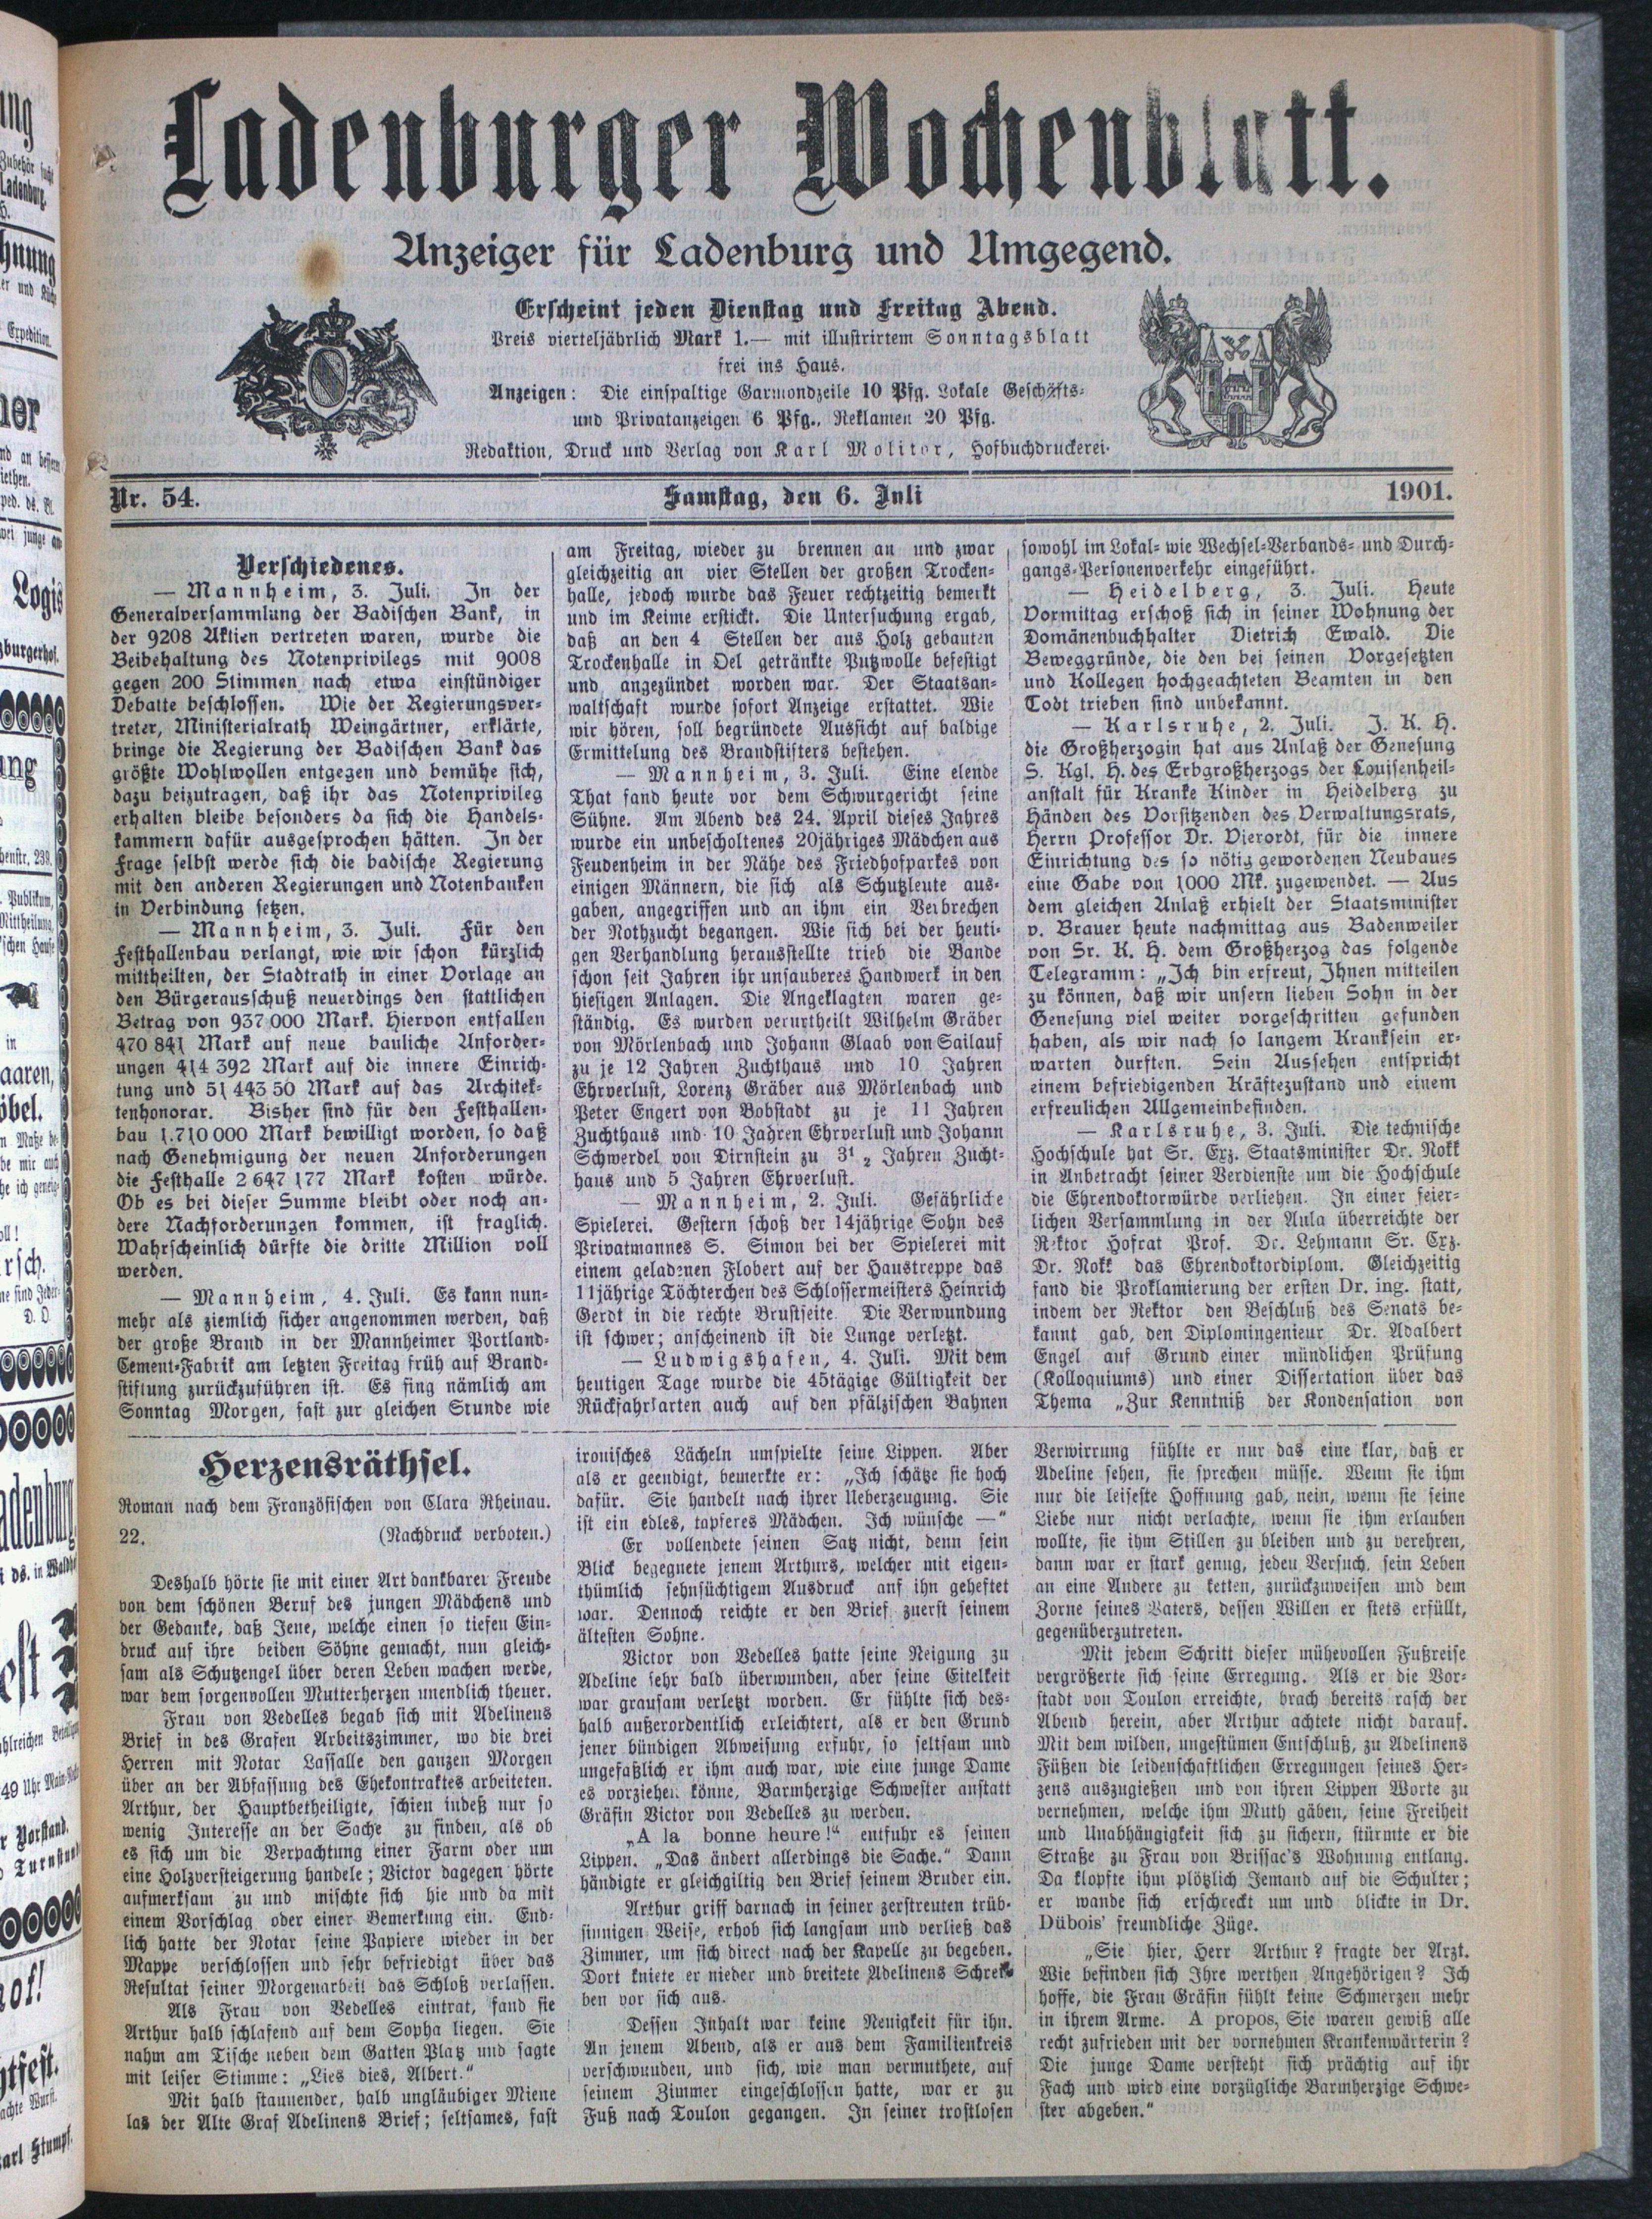 Ladenburger Wochenblatt.
Anzeiger für Ladenburg und Umgegend.
Erscheint jeden Dienstag und Freitag Abend.
Preis vierteljährlich Mark 1.— mit illustrirtem Sonntagsblatt
frei ins Haus.
Anzeigen: Die einspaltige Garmondzeile 10 Pfg. Lokale Geschäfts-
und Privatanzeigen 6 Pfg., Reklamen 20 Pfg.
Redaktion, Druck und Verlag von Karl Molitor, Hofbuchdruckerei.
Nr. 54.
Samstag, den 6. Juli
1901.
Verschiedenes.
— Mannheim, 3. Juli. In der
Generalversammlung der Badischen Bank, in
der 9208 Aktien vertreten waren, wurde die
Beibehaltung des Notenprivilegs mit 9008
gegen 200 Stimmen nach etwa einstündiger
Debatte beschlossen. Wie der Regierungsver-
treter, Ministerialrath Weingärtner, erklärte,
bringe die Regierung der Badischen Bank das
größte Wohlwollen entgegen und bemühe sich,
dazu beizutragen, daß ihr das Notenprivileg
erhalten bleibe besonders da sich die Handels-
kammern dafür ausgesprochen hätten. In der
Frage selbst werde sich die badische Regierung
mit den anderen Regierungen und Notenbanken
in Verbindung setzen.
— Mannheim, 3. Juli. Für den
Festhallenbau verlangt, wie wir schon kürzlich
mittheilten, der Stadtrath in einer Vorlage an
den Bürgerausschuß neuerdings den stattlichen
Betrag von 937 000 Mark. Hiervon entfallen
470 841 Mark auf neue bauliche Anforder-
ungen 414 392 Mark auf die innere Einrich-
tung und 51 443 50 Mark auf das Architek-
tenhonorar. Bisher sind für den Festhallen-
bau 1.710 000 Mark bewilligt worden, so daß
nach Genehmigung der neuen Anforderungen
die Festhalle 2 647 177 Mark kosten würde.
Ob es bei dieser Summe bleibt oder noch an-
dere Nachforderungen kommen, ist fraglich.
Wahrscheinlich dürfte die dritte Million voll
werden.
— Mannheim, 4. Juli. Es kann nun-
mehr als ziemlich sicher angenommen werden, daß
der große Brand in der Mannheimer Portland-
Cement-Fabrik am letzten Freitag früh auf Brand-
stiftung zurückzuführen ist. Es fing nämlich am
Sonntag Morgen, fast zur gleichen Stunde wie
am Freitag, wieder zu brennen an und zwar
gleichzeitig an vier Stellen der großen Trocken-
halle, jedoch wurde das Feuer rechtzeitig bemerkt
und im Keime erstickt. Die Untersuchung ergab,
daß an den 4 Stellen der aus Holz gebauten
Trockenhalle in Oel getränkte Putzwolle befestigt
und angezündet worden war. Der Staatsan-
waltschaft wurde sofort Anzeige erstattet. Wie
wir hören, soll begründete Aussicht auf baldige
Ermittelung des Brandstifters bestehen.
— Mannheim, 3. Juli. Eine elende
That fand heute vor dem Schwurgericht seine
Sühne. Am Abend des 24. April dieses Jahres
wurde ein unbescholtenes 20jähriges Mädchen aus
Feudenheim in der Nähe des Friedhofparkes von
einigen Männern, die sich als Schutzleute aus-
gaben, angegriffen und an ihm ein Verbrechen
der Nothzucht begangen. Wie sich bei der heuti-
gen Verhandlung herausstellte trieb die Bande
schon seit Jahren ihr unsauberes Handwerk in den
hiesigen Anlagen. Die Angeklagten waren ge-
ständig. Es wurden verurtheilt Wilhelm Gräber
von Mörlenbach und Johann Glaab von Sailauf
zu je 12 Jahren Zuchthaus und 10 Jahren
Ehrverlust, Lorenz Gräber aus Mörlenbach und
Peter Engert von Bobstadt zu je 11 Jahren
Zuchthaus und 10 Jahren Ehrverlust und Johann
Schwerdel von Dirnstein zu 3½ Jahren Zucht-
haus und 5 Jahren Ehrverlust.
— Mannheim, 2. Juli. Gefährliche
Spielerei. Gestern schoß der 14jährige Sohn des
Privatmannes S. Simon bei der Spielerei mit
einem geladenen Flobert auf der Haustreppe das
11jährige Töchterchen des Schlossermeisters Heinrich
Gerdt in die rechte Brustseite. Die Verwundung
ist schwer; anscheinend ist die Lunge verletzt.
— Ludwigshafen, 4. Juli. Mit dem
heutigen Tage wurde die 45tägige Gültigkeit der
Rückfahrkarten auch auf den pfälzischen Bahnen
sowohl im Lokal- wie Wechsel-Verbands- und Durch-
gangs-Personenverkehr eingeführt.
— Heidelberg, 3. Juli. Heute
Vormittag erschoß sich in seiner Wohnung der
Domänenbuchhalter Dietrich Ewald. Die
Beweggründe, die den bei seinen Vorgesetzten
und Kollegen hochgeachteten Beamten in den
Todt trieben sind unbekannt.
— Karlsruhe, 2. Juli. J. K. H.
die Großherzogin hat aus Anlaß der Genesung
S. Kgl. H. des Erbgroßherzogs der Louisenheil-
anstalt für Kranke Kinder in Heidelberg zu
Händen des Vorsitzenden des Verwaltungsrats,
Herrn Professor Dr. Vierordt, für die innere
Einrichtung des so nötig gewordenen Neubaues
eine Gabe von 1000 Mk. zugewendet. — Aus
dem gleichen Anlaß erhielt der Staatsminister
v. Brauer heute nachmittag aus Badenweiler
von Sr. K. H. dem Großherzog das folgende
Telegramm: „Ich bin erfreut, Ihnen mitteilen
zu können, daß wir unsern lieben Sohn in der
Genesung viel weiter vorgeschritten gefunden
haben, als wir nach so langem Kranksein er-
warten durften. Sein Aussehen entspricht
einem befriedigenden Kräftezustand und einem
erfreulichen Allgemeinbefinden.
— Karlsruhe, 3. Juli. Die technische
Hochschule hat Sr. Exz. Staatsminister Dr. Nokk
in Anbetracht seiner Verdienste um die Hochschule
die Ehrendoktorwürde verliehen. In einer feier-
lichen Versammlung in der Aula überreichte der
Rektor Hofrat Prof. Dr. Lehmann Sr. Exz.
Dr. Nokk das Ehrendoktordiplom. Gleichzeitig
fand die Proklamierung der ersten Dr. ing. statt,
indem der Rektor den Beschluß des Senats be-
kannt gab, den Diplomingenieur Dr. Adalbert
Engel auf Grund einer mündlichen Prüfung
(Kolloquiums) und einer Dissertation über das
Thema „Zur Kenntniß der Kondensation von
Herzensräthsel.
Roman nach dem Französischen von Clara Rheinau.
22. (Nachdruck verboten.)
Deshalb hörte sie mit einer Art dankbarer Freude
von dem schönen Beruf des jungen Mädchens und
der Gedanke, daß Jene, welche einen so tiefen Ein-
druck auf ihre beiden Söhne gemacht, nun gleich-
sam als Schutzengel über deren Leben wachen werde,
war dem sorgenvollen Mutterherzen unendlich theuer.
Frau von Vedelles begab sich mit Adelinens
Brief in des Grafen Arbeitszimmer, wo die drei
Herren mit Notar Lassalle den ganzen Morgen
über an der Abfassung des Ehekontraktes arbeiteten.
Arthur, der Hauptbetheiligte, schien indeß nur so
wenig Interesse an der Sache zu finden, als ob
es sich um die Verpachtung einer Farm oder um
eine Holzversteigerung handele; Victor dagegen hörte
aufmerksam zu und mischte sich hie und da mit
einem Vorschlag oder einer Bemerkung ein. End-
lich hatte der Notar seine Papiere wieder in der
Mappe verschlossen und sehr befriedigt über das
Resultat seiner Morgenarbeit das Schloß verlassen.
Als Frau von Vedelles eintrat, fand sie
Arthur halb schlafend auf dem Sopha liegen. Sie
nahm am Tische neben dem Gatten Platz und sagte
mit leiser Stimme: „Lies dies, Albert.“
Mit halb staunender, halb ungläubiger Miene
las der Alte Graf Adelinens Brief; seltsames, fast
ironisches Lächeln umspielte seine Lippen. Aber
als er geendigt, bemerkte er: „Ich schätze sie hoch
dafür. Sie handelt nach ihrer Ueberzeugung. Sie
ist ein edles, tapferes Mädchen. Ich wünsche —“
Er vollendete seinen Satz nicht, denn sein
Blick begegnete jenem Arthurs, welcher mit eigen-
thümlich sehnsüchtigem Ausdruck auf ihn geheftet
war. Dennoch reichte er den Brief zuerst seinem
ältesten Sohne.
Victor von Vedelles hatte seine Neigung zu
Adeline sehr bald überwunden, aber seine Eitelkeit
war grausam verletzt worden. Er fühlte sich des-
halb außerordentlich erleichtert, als er den Grund
jener bündigen Abweisung erfuhr, so seltsam und
ungefaßlich er ihm auch war, wie eine junge Dame
es vorziehen könne, Barmherzige Schwester anstatt
Gräfin Victor von Vedelles zu werden.
„A la bonne heure!“ entfuhr es seinen
Lippen. „Das ändert allerdings die Sache.“ Dann
händigte er gleichgiltig den Brief seinem Bruder ein.
Arthur griff darnach in seiner zerstreuten trüb-
sinnigen Weise, erhob sich langsam und verließ das
Zimmer, um sich direct nach der Kapelle zu begeben.
Dort kniete er nieder und breitete Adelinens Schrei-
ben vor sich aus.
Dessen Inhalt war keine Neuigkeit für ihn.
An jenem Abend, als er aus dem Familienkreis
verschwunden, und sich, wie man vermuthete, auf
seinem Zimmer eingeschlossen hatte, war er zu
Fuß nach Toulon gegangen. In seiner trostlosen
Verwirrung fühlte er nur das eine klar, daß er
Adeline sehen, sie sprechen müsse. Wenn sie ihm
nur die leiseste Hoffnung gab, nein, wenn sie seine
Liebe nur nicht verlachte, wenn sie ihm erlauben
wollte, sie ihm Stillen zu bleiben und zu verehren,
dann war er stark genug, jeden Versuch, sein Leben
an eine Andere zu ketten, zurückzuweisen und dem
Zorne seines Vaters, dessen Willen er stets erfüllt,
gegenüberzutreten.
Mit jedem Schritt dieser mühevollen Fußreise
vergrößerte sich seine Erregung. Als er die Vor-
stadt von Toulon erreichte, brach bereits rasch der
Abend herein, aber Arthur achtete nicht darauf.
Mit dem wilden, ungestümen Entschluß, zu Adelinens
Füßen die leidenschaftlichen Erregungen seines Her-
zens auszugießen und von ihren Lippen Worte zu
vernehmen, welche ihm Muth gäben, seine Freiheit
und Unabhängigkeit sich zu sichern, stürmte er die
Straße zu Frau von Brissac's Wohnung entlang.
Da klopfte ihm plötzlich Jemand auf die Schulter;
er wande sich erschreckt um und blickte in Dr.
Dübois' freundliche Züge.
„Sie hier, Herr Arthur? fragte der Arzt.
Wie befinden sich Ihre werthen Angehörigen? Ich
hoffe, die Frau Gräfin fühlt keine Schmerzen mehr
in ihrem Arme. A propos, Sie waren gewiß alle
recht zufrieden mit der vornehmen Krankenwärterin?
Die junge Dame versteht sich prächtig auf ihr
Fach und wird eine vorzügliche Barmherzige Schwe-
ster abgeben.“